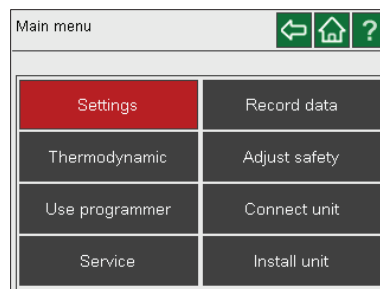 Main menu ?
Settings Record data
Thermodynamic Adjust safety
Use programmer Connect unit
Service Install unit